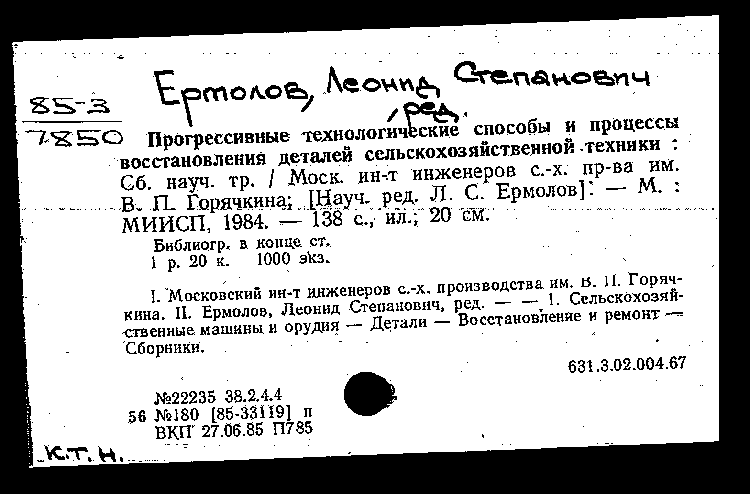 85-3
7850
Ермолов, Леонид Степанович, ред.
Прогрессивные технологические способы и процессы
восстановления деталей сельскохозяйственной техники :
Сб. науч. тр. / Моск. ин-т инженеров с.-х. пр-ва им.
В. П. Горячкина; [Науч. ред. Л. С. Ермолов]. — М. :
МИИСП, 1984. — 138 с., ил.; 20 см.
Библиогр. в конце ст.
1 р. 20 к. 1000 экз.
I. Московский ин-т инженеров с.-х. производства им. В. П. Горяч-
кина. II. Ермолов, Леонид Степанович, ред. — — 1. Сельскохозяй-
ственные машины и орудия — Детали — Восстановление и ремонт —
Сборники.
631.3.02.004.67
№22235 38.2.4.4
56 №180 [85-33119] п
ВКП 27.06.85 П785
К.Т.Н.